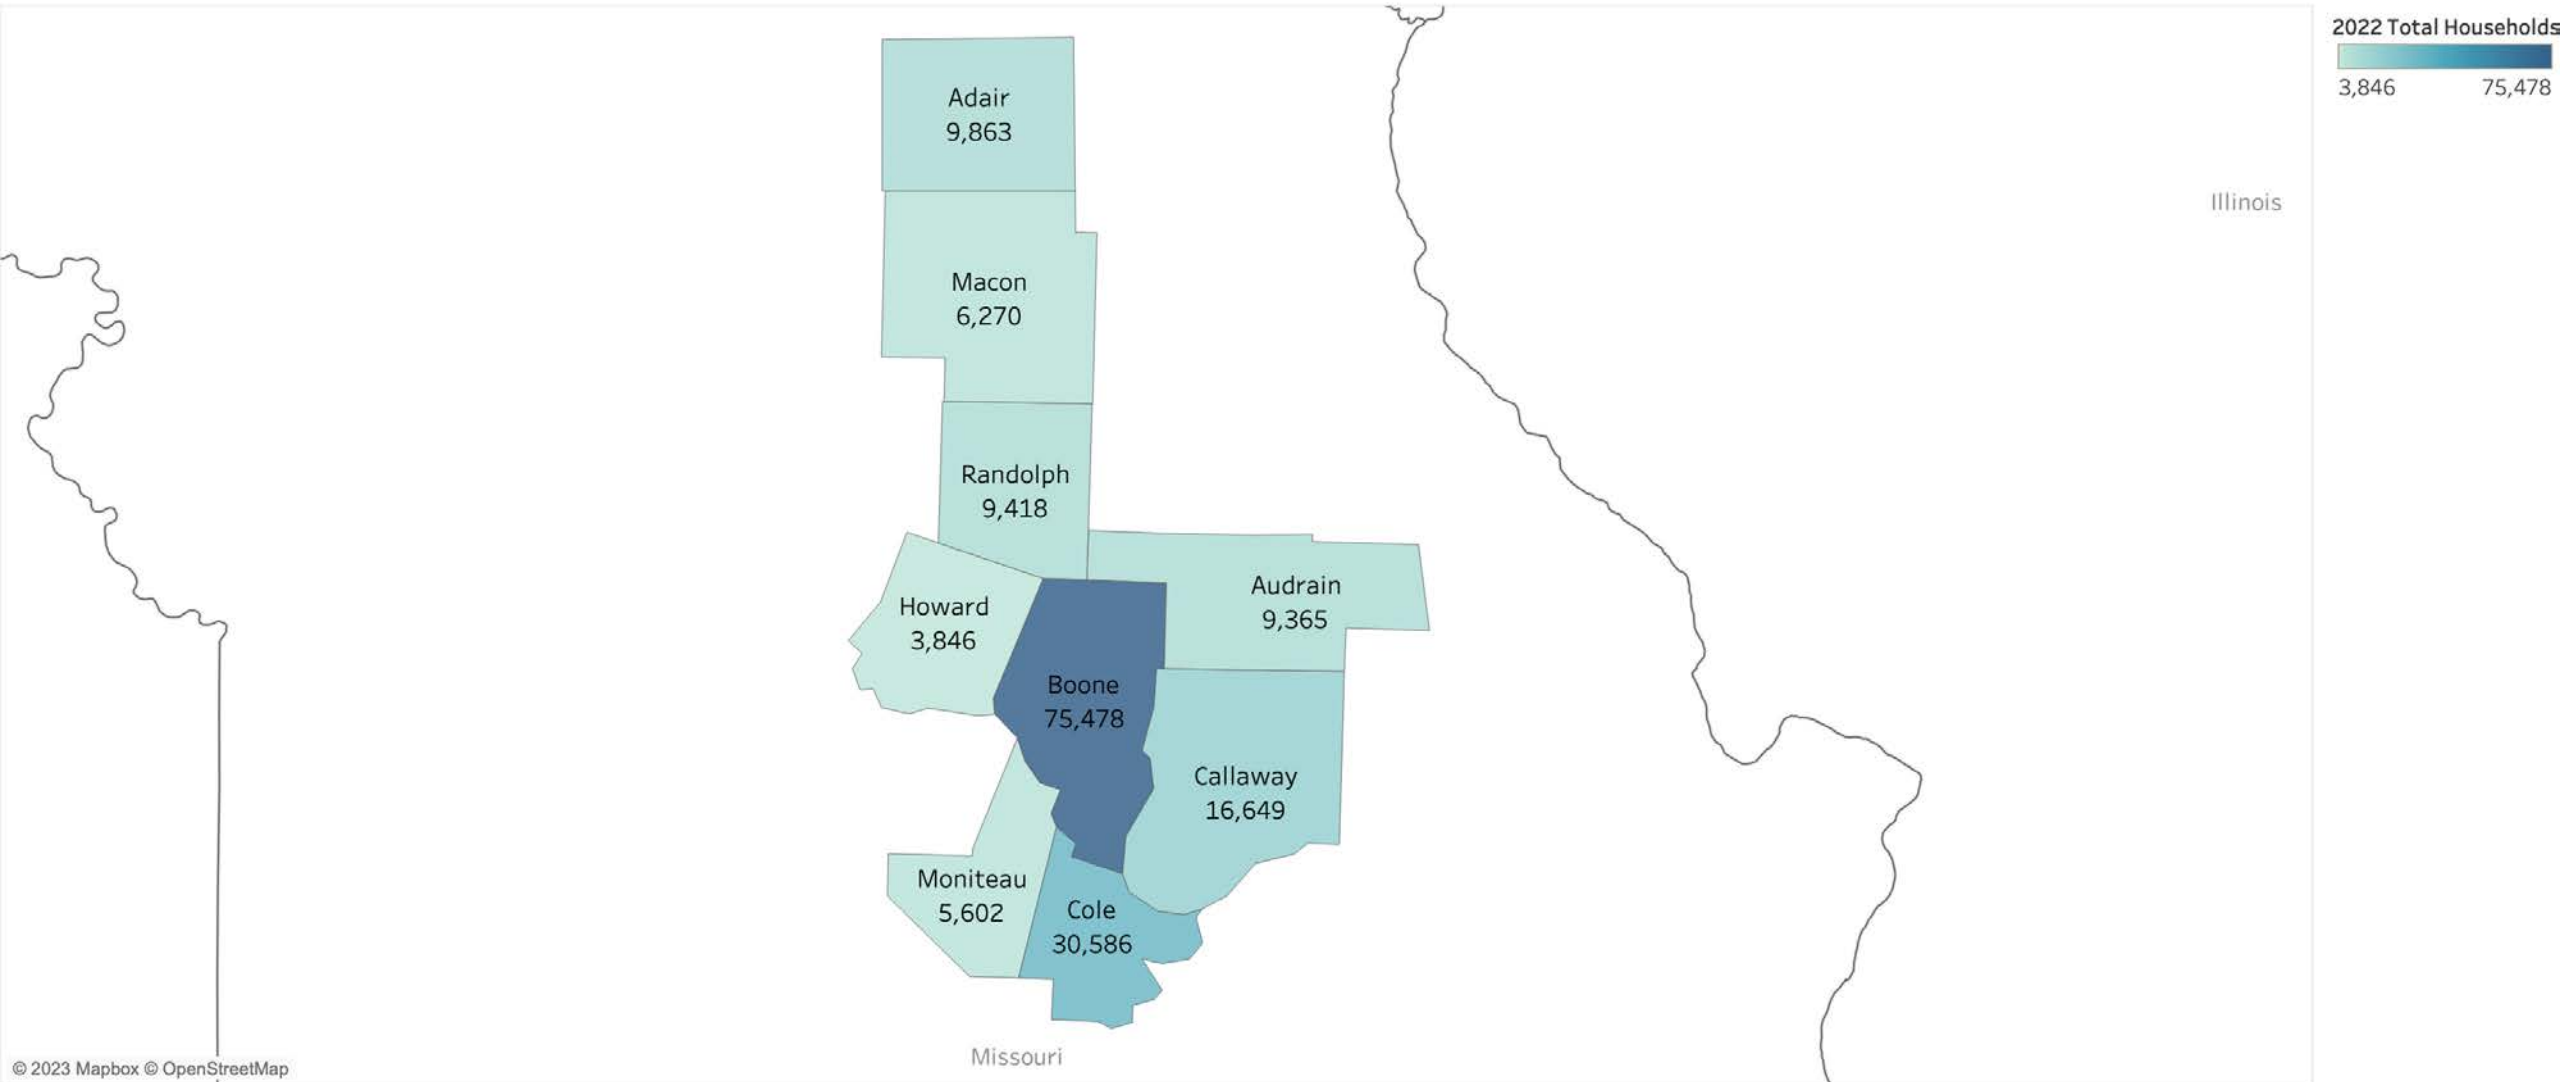 2022 Total Households
3,846 75,478
Adair
9,863
Illinois
Macon
6,270
Randolph
9,418
Audrain
9,365
Howard
3,846
Boone
75,478
Callaway
16,649
Moniteau
5,602
Cole
30,586
Missouri
© 2023 Mapbox © OpenStreetMap